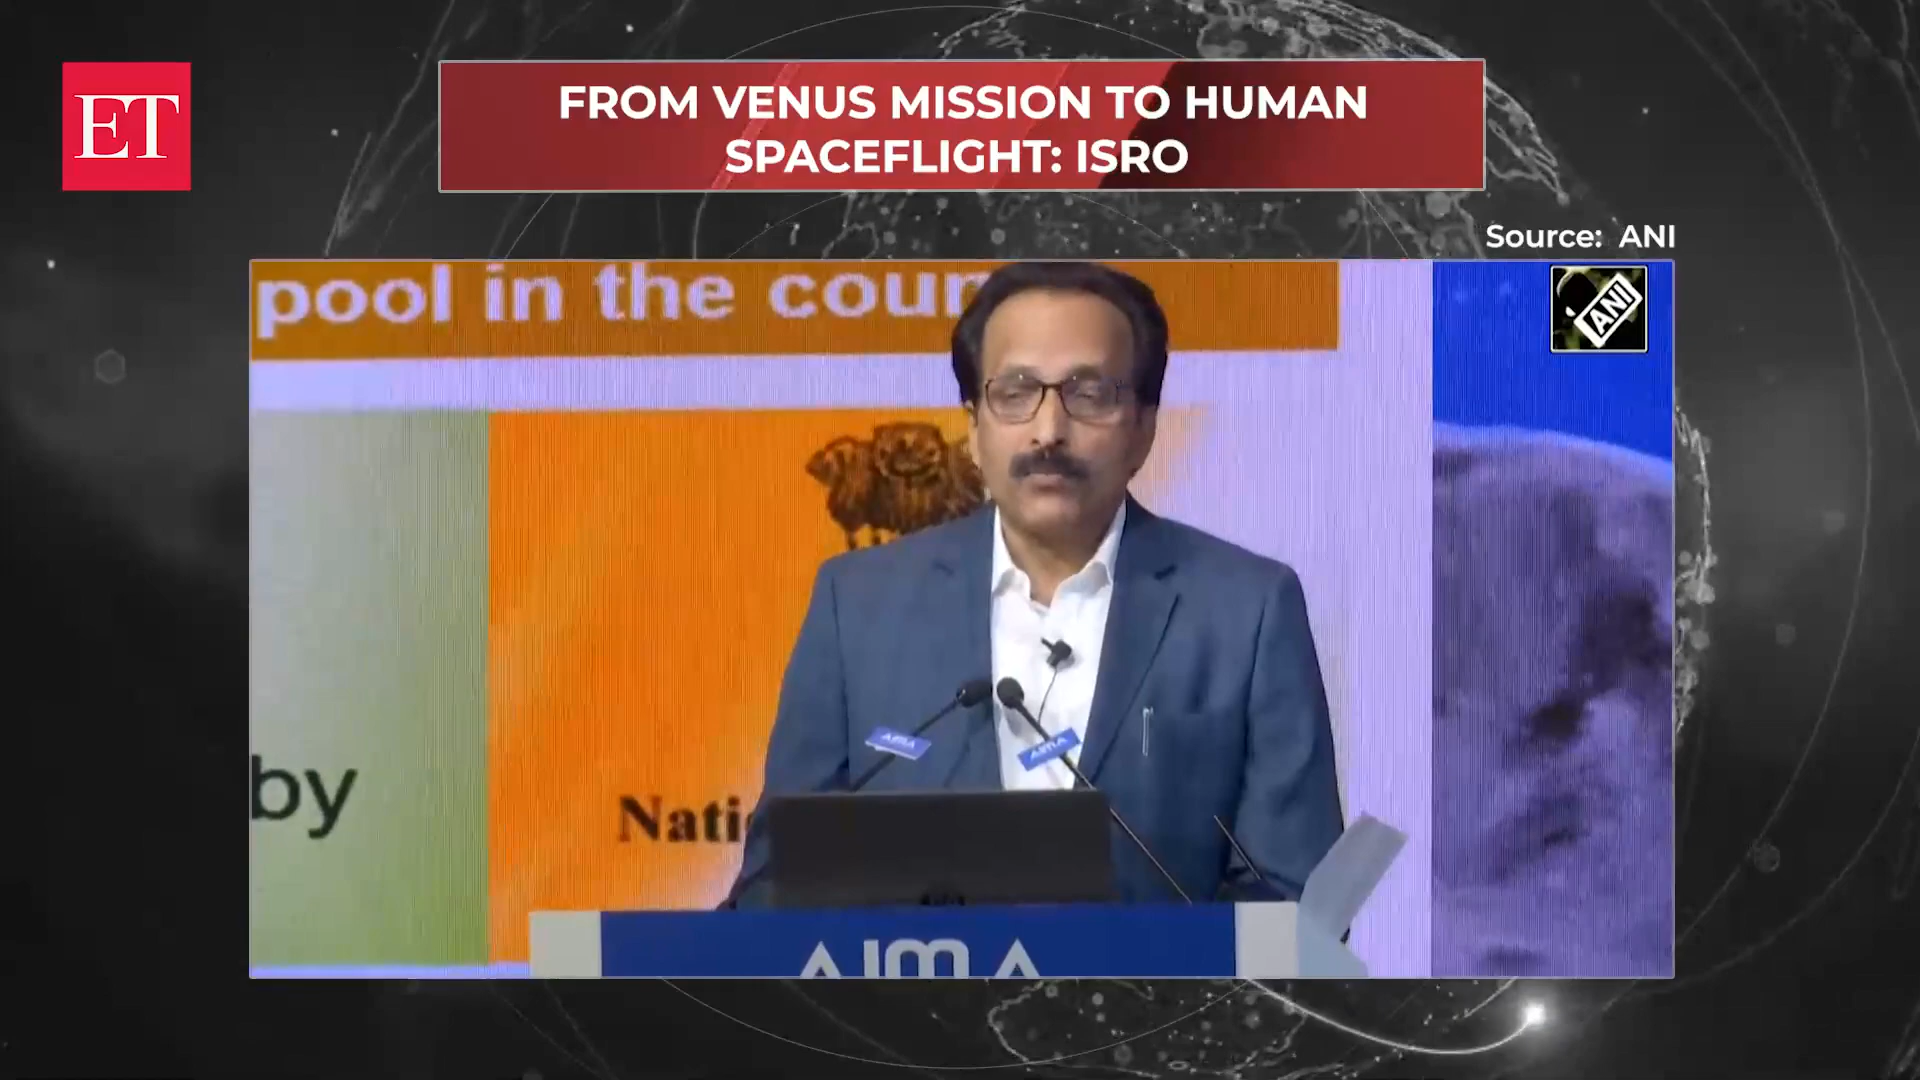 ET
FROM VENUS MISSION TO HUMAN
SPACEFLIGHT: ISRO
Source: ANI
ANI
pool in the coun
by
Natio
AIMA
AIMA
AIMA